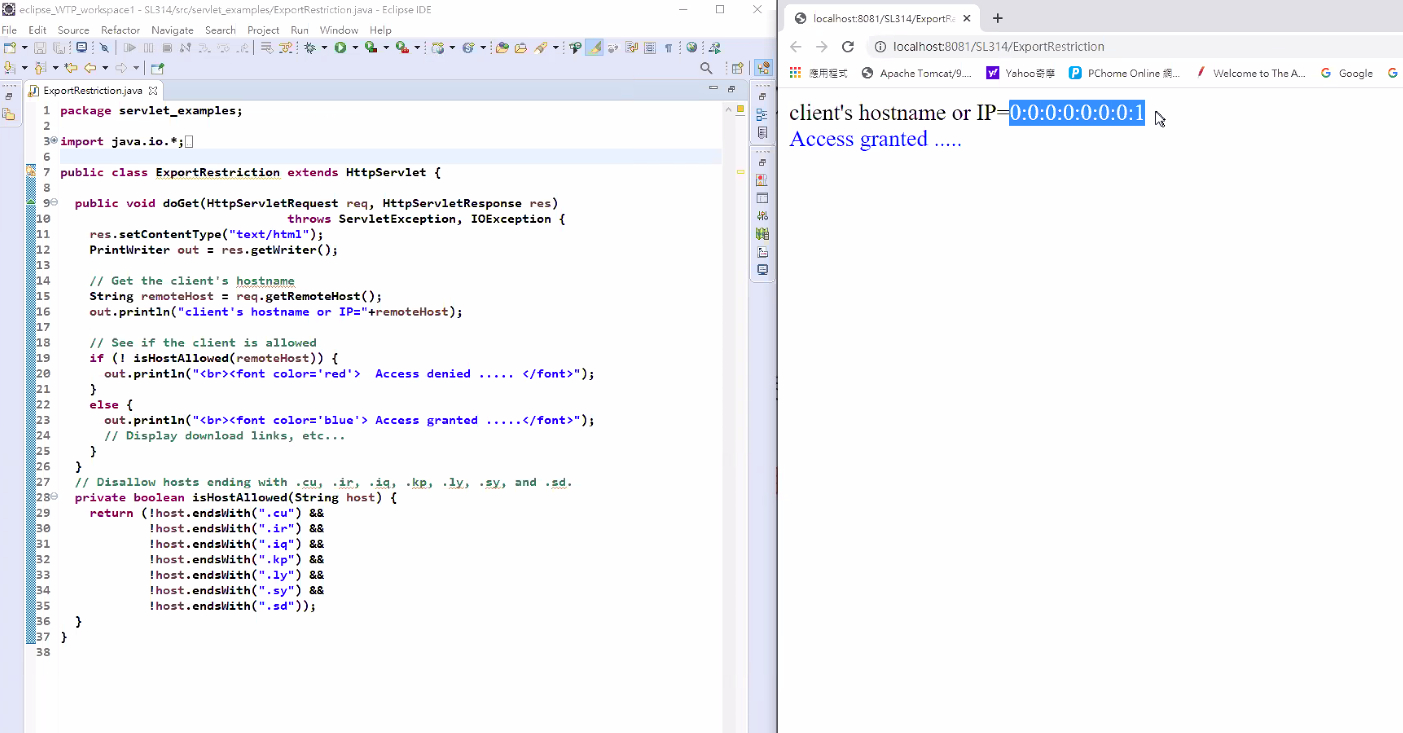 eclipse_WTP_workspace1 - SL314/src/servlet_examples/ExportRestriction.java - Eclipse IDE
File Edit Source Refactor Navigate Search Project Run Window Help
ExportRestriction.java
1 package servlet_examples;
2
3 import java.io.*;
6
7 public class ExportRestriction extends HttpServlet {
8
9 public void doGet(HttpServletRequest req, HttpServletResponse res)
10 throws ServletException, IOException {
11 res.setContentType("text/html");
12 PrintWriter out = res.getWriter();
13
14 // Get the client's hostname
15 String remoteHost = req.getRemoteHost();
16 out.println("client's hostname or IP="+remoteHost);
17
18 // See if the client is allowed
19 if (! isHostAllowed(remoteHost)) {
20 out.println("<br><font color='red'>  Access denied ..... </font>");
21 }
22 else {
23 out.println("<br><font color='blue'> Access granted .....</font>");
24 // Display download links, etc...
25 }
26 }
27 // Disallow hosts ending with .cu, .ir, .iq, .kp, .ly, .sy, and .sd.
28 private boolean isHostAllowed(String host) {
29 return (!host.endsWith(".cu") &&
30 !host.endsWith(".ir") &&
31 !host.endsWith(".iq") &&
32 !host.endsWith(".kp") &&
33 !host.endsWith(".ly") &&
34 !host.endsWith(".sy") &&
35 !host.endsWith(".sd"));
36 }
37 }
38
localhost:8081/SL314/ExportRe
localhost:8081/SL314/ExportRestriction
應用程式 Apache Tomcat/9.... Yahoo奇摩 PChome Online 網... Welcome to The A... Google
client's hostname or IP=0:0:0:0:0:0:0:1
Access granted .....